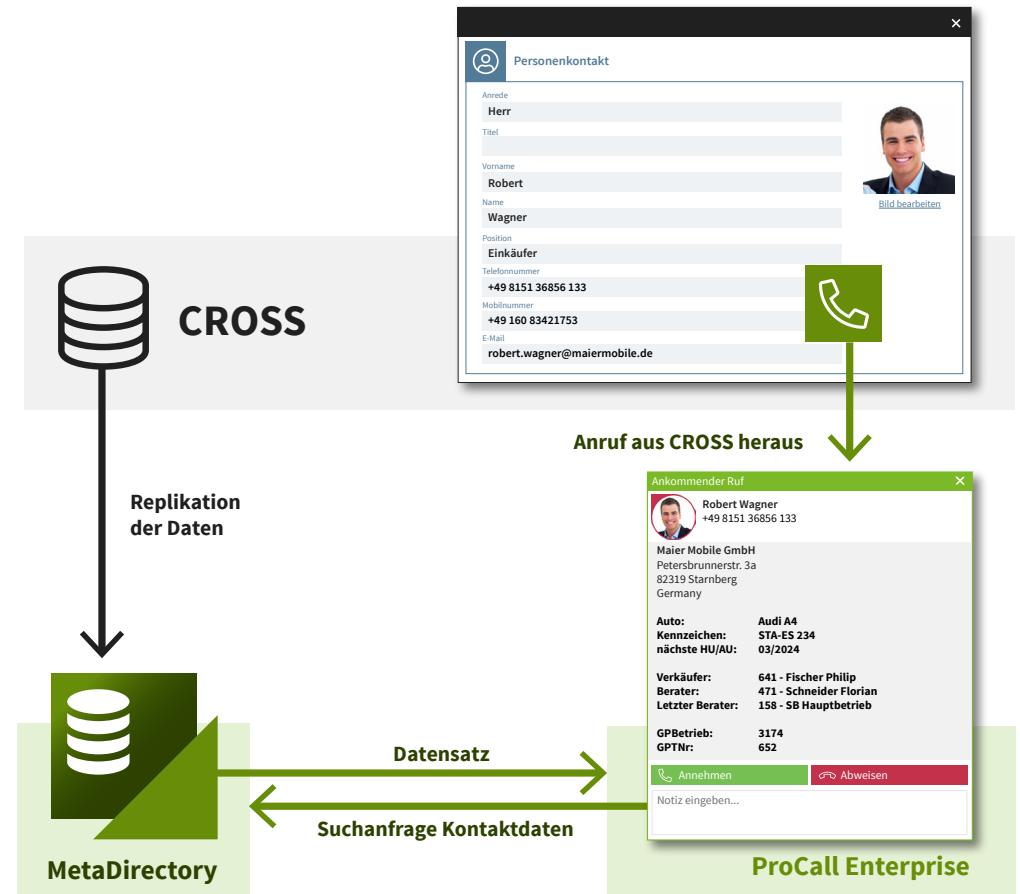 Personenkontakt
Anrede
Herr
Titel
Vorname
Robert
Name
Wagner
Bild bearbeiten
Position
Einkäufer
Telefonnummer
+49 8151 36856 133
Mobilnummer
+49 160 83421753
E-Mail
robert.wagner@maiermobile.de
CROSS
Anruf aus CROSS heraus
Replikation
der Daten
Ankommender Ruf
Robert Wagner
+49 8151 36856 133
Maier Mobile GmbH
Petersbrunnerstr. 3a
82319 Starnberg
Germany
Auto: Audi A4
Kennzeichen: STA-ES 234
nächste HU/AU: 03/2024
Verkäufer: 641 - Fischer Philip
Berater: 471 - Schneider Florian
Letzter Berater: 158 - SB Hauptbetrieb
GPBetrieb: 3174
GPTNr: 652
Annehmen Abweisen
Notiz eingeben...
Datensatz
Suchanfrage Kontaktdaten
MetaDirectory
ProCall Enterprise